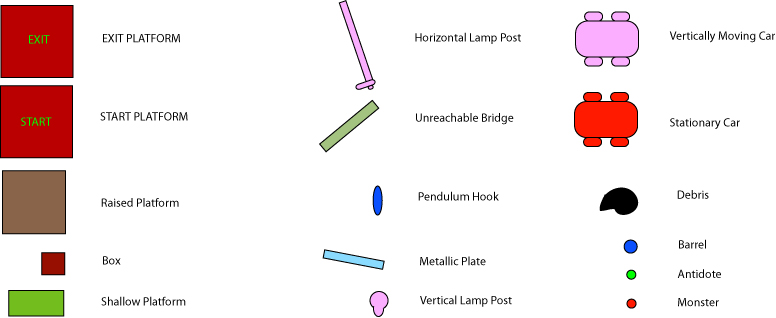 EXIT
EXIT PLATFORM
START
START PLATFORM
Raised Platform
Box
Shallow Platform
Horizontal Lamp Post
Unreachable Bridge
Pendulum Hook
Metallic Plate
Vertical Lamp Post
Vertically Moving Car
Stationary Car
Debris
Barrel
Antidote
Monster